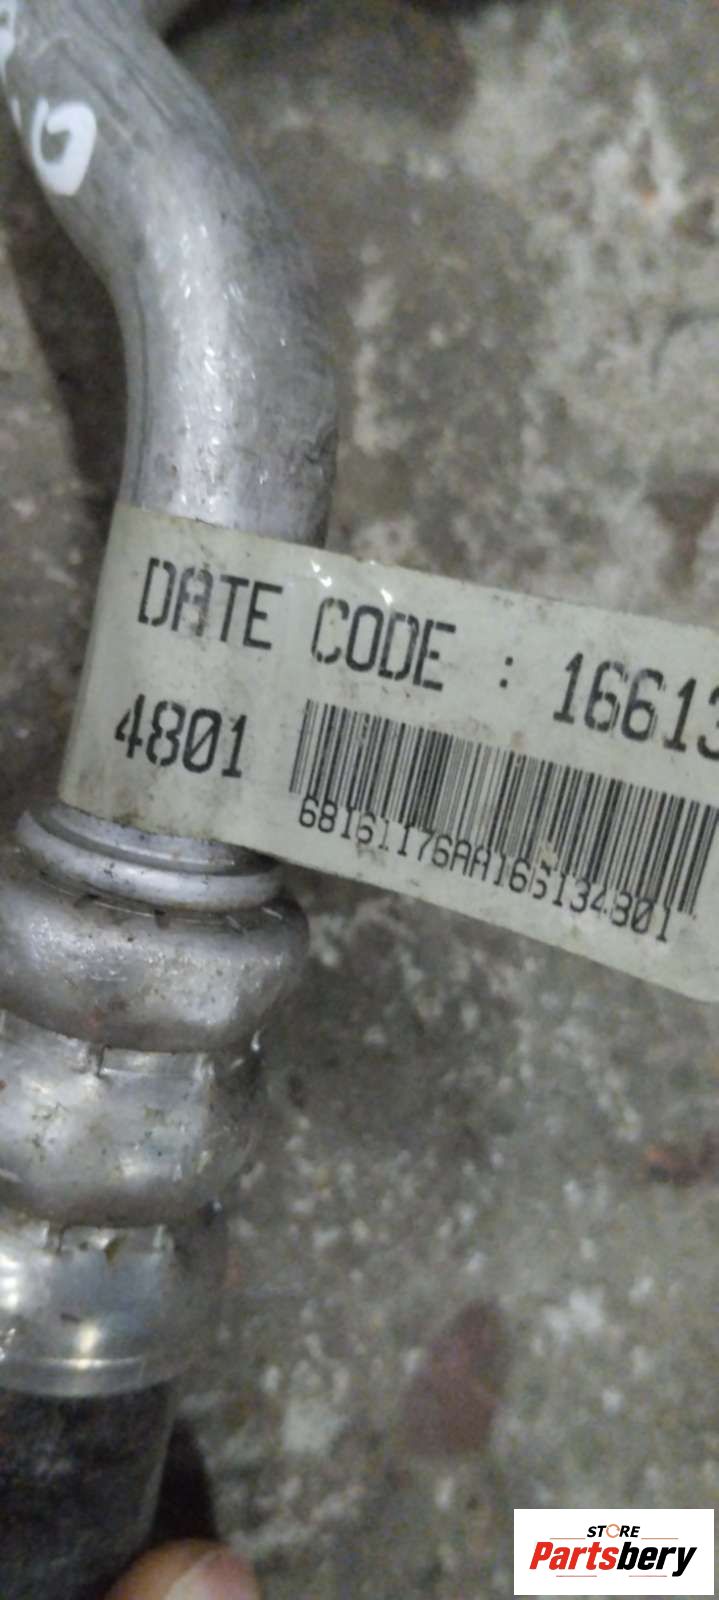 DATE CODE : 16613
4801
68161176AA166134801
STORE
Partsbery